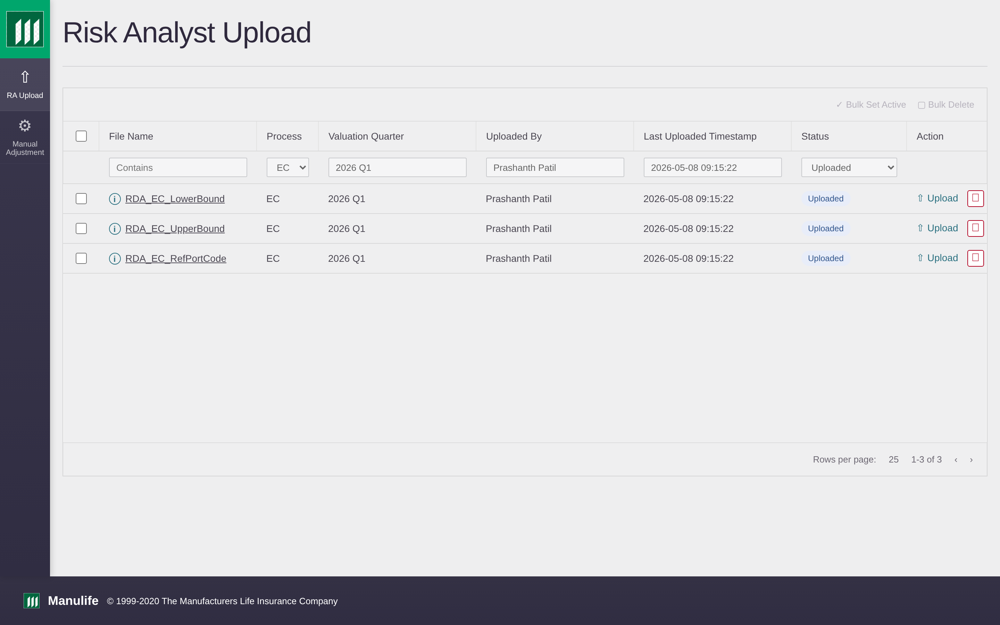 Risk Analyst Upload
RA Upload
Manual
Adjustment
✓ Bulk Set Active ▢ Bulk Delete
File Name Process Valuation Quarter Uploaded By Last Uploaded Timestamp Status Action
Contains EC 2026 Q1 Prashanth Patil 2026-05-08 09:15:22 Uploaded
i RDA_EC_LowerBound EC 2026 Q1 Prashanth Patil 2026-05-08 09:15:22 Uploaded ⇧ Upload
i RDA_EC_UpperBound EC 2026 Q1 Prashanth Patil 2026-05-08 09:15:22 Uploaded ⇧ Upload
i RDA_EC_RefPortCode EC 2026 Q1 Prashanth Patil 2026-05-08 09:15:22 Uploaded ⇧ Upload
Rows per page: 25 1-3 of 3 ‹ ›
Manulife © 1999-2020 The Manufacturers Life Insurance Company